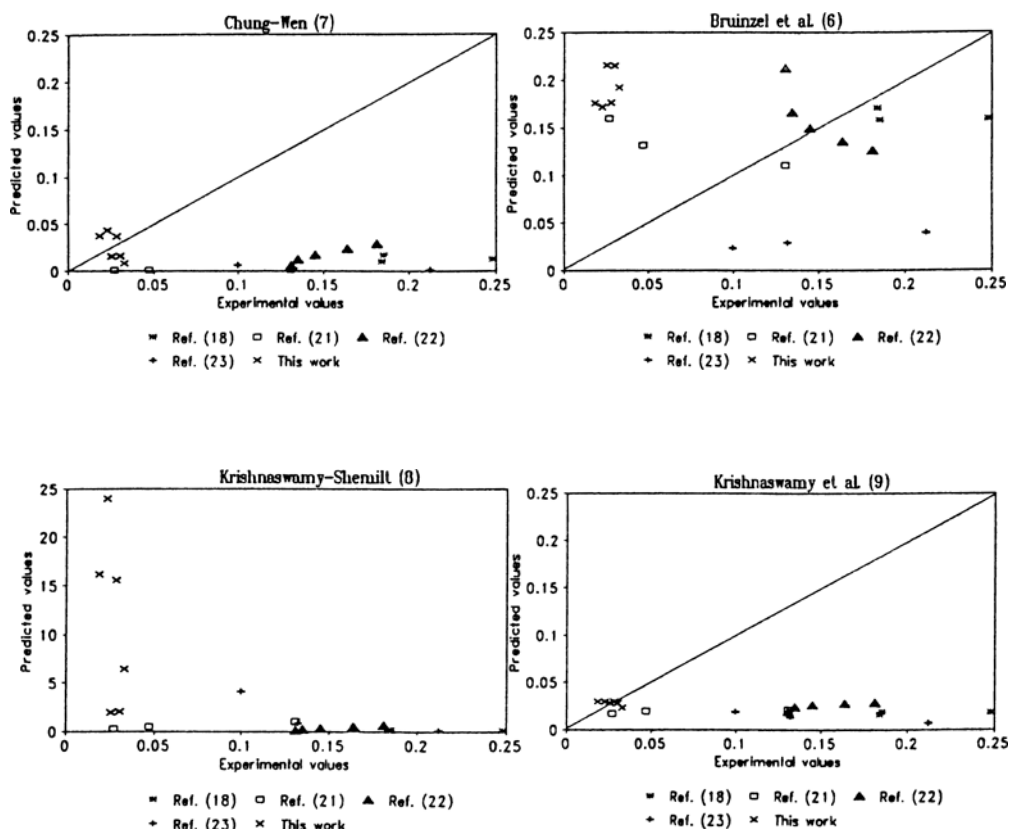 Chung-Wen (7)
0.25
0.2
0.15
0.1
0.05
0
Predicted values
0 0.05 0.1 0.15 0.2 0.25
Experimental values
Ref. (18) Ref. (21) Ref. (22)
Ref. (23) This work
Bruinzel et al. (6)
0.25
0.2
0.15
0.1
0.05
0
Predicted values
0 0.05 0.1 0.15 0.2 0.25
Experimental values
Ref. (18) Ref. (21) Ref. (22)
Ref. (23) This work
Krishnaswamy-Shemilt (8)
25
20
15
10
5
0
Predicted values
0 0.05 0.1 0.15 0.2 0.25
Experimental values
Ref. (18) Ref. (21) Ref. (22)
Ref. (23) This work
Krishnaswamy et al. (9)
0.25
0.2
0.15
0.1
0.05
0
Predicted values
0 0.05 0.1 0.15 0.2 0.25
Experimental values
Ref. (18) Ref. (21) Ref. (22)
Ref. (23) This work